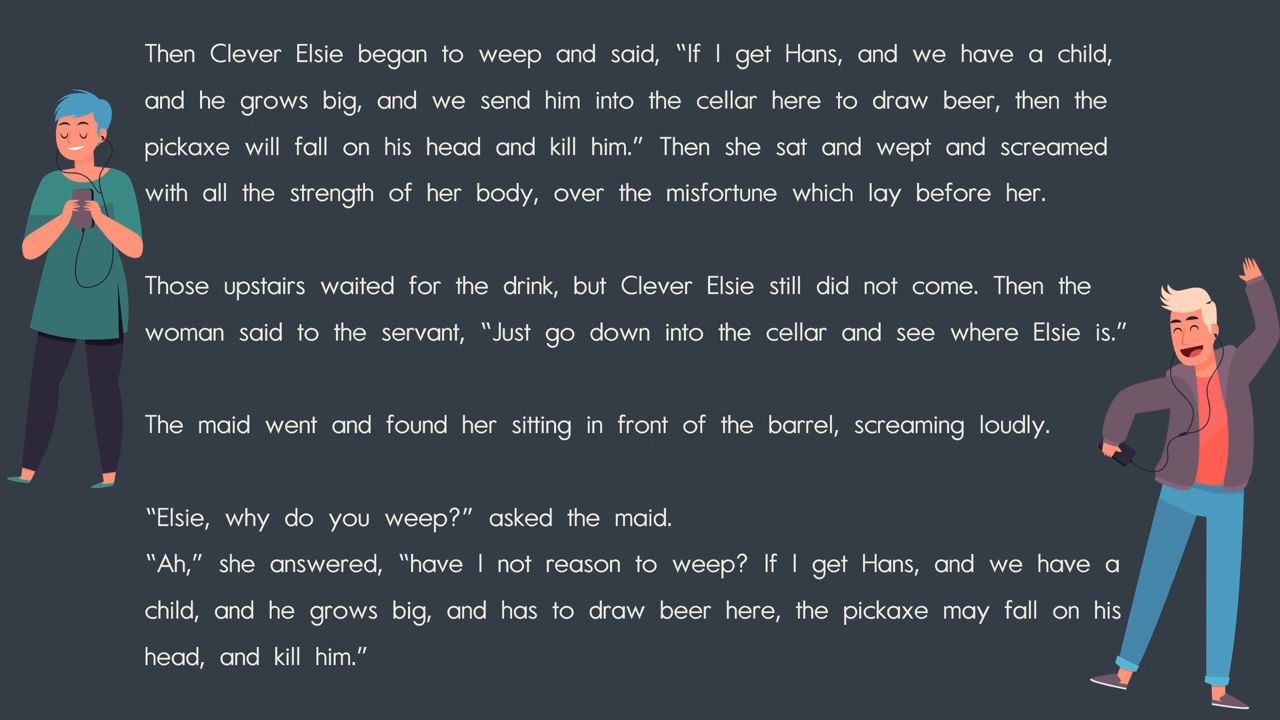 Then Clever Elsie began to weep and said, “If I get Hans, and we have a child,
and he grows big, and we send him into the cellar here to draw beer, then the
pickaxe will fall on his head and kill him.” Then she sat and wept and screamed
with all the strength of her body, over the misfortune which lay before her.
Those upstairs waited for the drink, but Clever Elsie still did not come. Then the
woman said to the servant, “Just go down into the cellar and see where Elsie is.”
The maid went and found her sitting in front of the barrel, screaming loudly.
“Elsie, why do you weep?” asked the maid.
“Ah,” she answered, “have I not reason to weep? If I get Hans, and we have a
child, and he grows big, and has to draw beer here, the pickaxe may fall on his
head, and kill him.”